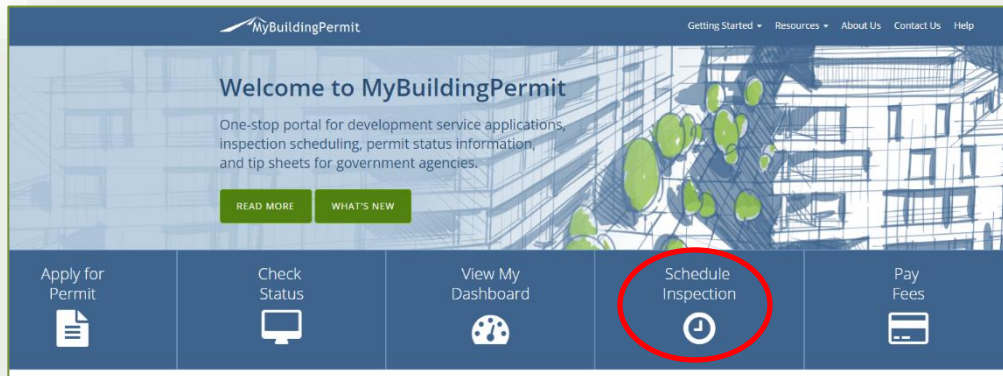 MyBuildingPermit
Getting Started Resources About Us Contact Us Help
Welcome to MyBuildingPermit
One-stop portal for development service applications,
inspection scheduling, permit status information,
and tip sheets for government agencies.
READ MORE WHAT'S NEW
Apply for
Permit
Check
Status
View My
Dashboard
Schedule
Inspection
Pay
Fees